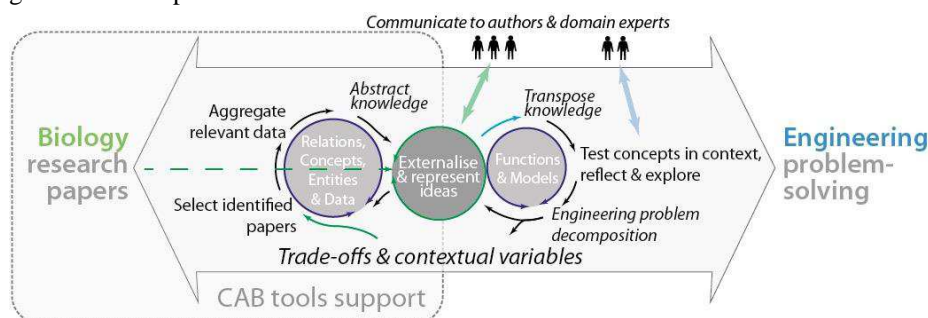 Communicate to authors & domain experts
Abstract
knowledge
Transpose
knowledge
Aggregate
relevant data
Biology
research
papers
Relations,
Concepts,
Entities
& Data
Externalise
& represent
ideas
Functions
& Models
Test concepts in context,
reflect & explore
Engineering
problem-
solving
Select identified
papers
Engineering problem
decomposition
Trade-offs & contextual variables
CAB tools support